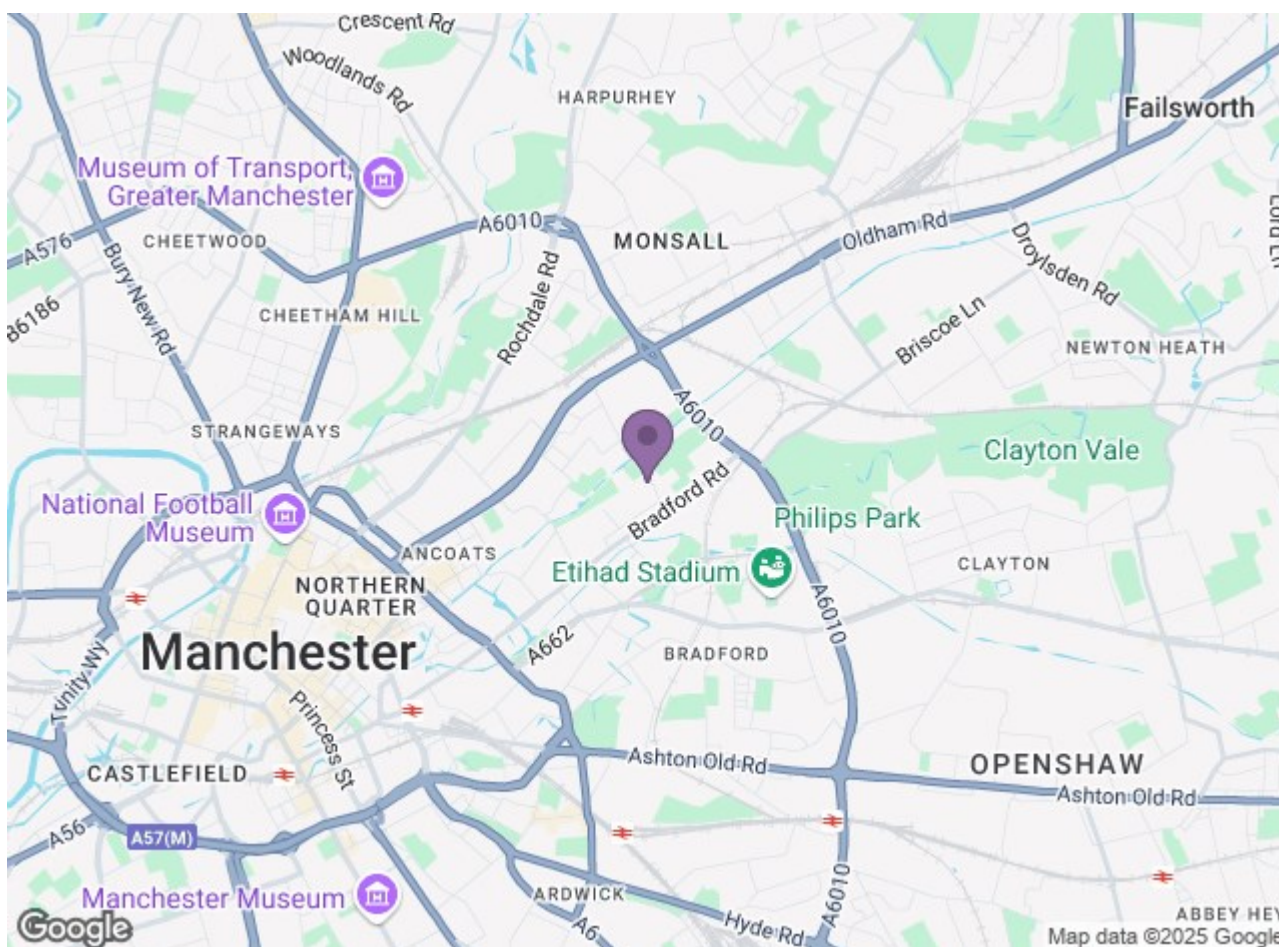 Crescent Rd
Woodlands Rd
HARPURHEY
Failsworth
Museum of Transport,
Greater Manchester
A6010
MONSALL
Oldham Rd
A576
CHEETWOOD
Bury New Rd
Droylsden Rd
B6186
CHEETHAM HILL
Rochdale Rd
Briscoe Ln
NEWTON HEATH
A6010
STRANGEWAYS
Clayton Vale
National Football
Museum
Bradford Rd
Philips Park
ANCOATS
Etihad Stadium
CLAYTON
NORTHERN
QUARTER
A6010
A662
Manchester
BRADFORD
Trinity Wy
Princess St
Ashton Old Rd
OPENSHAW
CASTLEFIELD
Ashton Old Rd
A56
A57(M)
Manchester Museum
ARDWICK
A6010
A6
Hyde Rd
ABBEY HEY
Google
Map data ©2025 Google